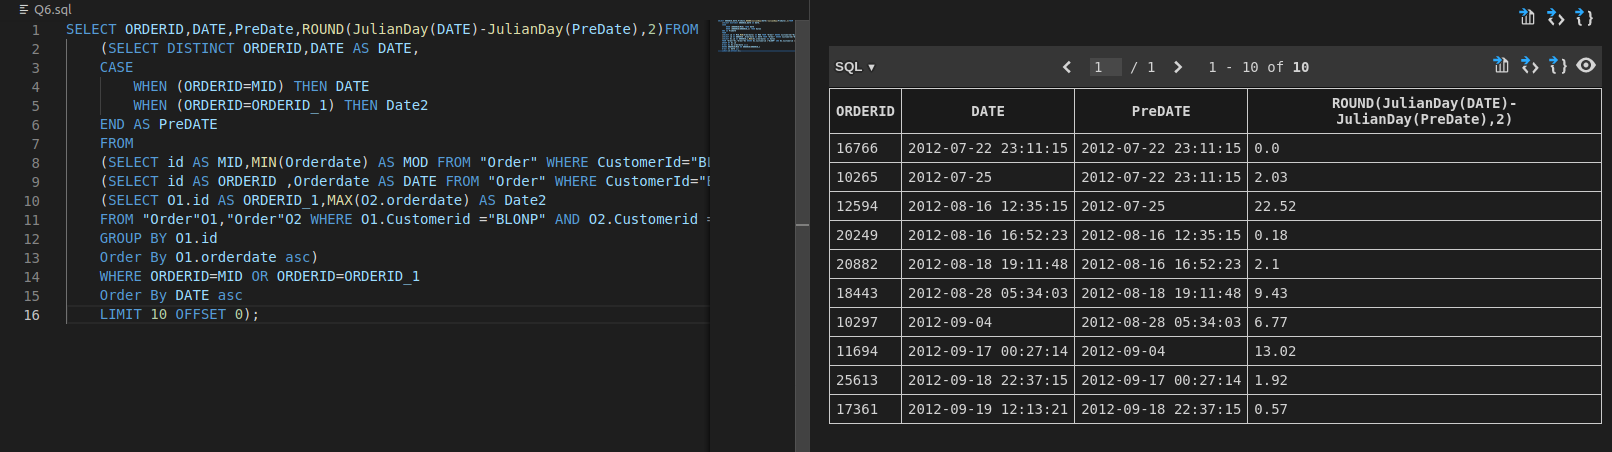 Q6.sql
1 SELECT ORDERID,DATE,PreDate,ROUND(JulianDay(DATE)-JulianDay(PreDate),2)FROM
2 (SELECT DISTINCT ORDERID,DATE AS DATE,
3 CASE
4 WHEN (ORDERID=MID) THEN DATE
5 WHEN (ORDERID=ORDERID_1) THEN Date2
6 END AS PreDATE
7 FROM
8 (SELECT id AS MID,MIN(Orderdate) AS MOD FROM "Order" WHERE CustomerId="BL
9 (SELECT id AS ORDERID ,Orderdate AS DATE FROM "Order" WHERE CustomerId="
10 (SELECT O1.id AS ORDERID_1,MAX(O2.orderdate) AS Date2
11 FROM "Order"O1,"Order"O2 WHERE O1.Customerid ="BLONP" AND O2.Customerid =
12 GROUP BY O1.id
13 Order By O1.orderdate asc)
14 WHERE ORDERID=MID OR ORDERID=ORDERID_1
15 Order By DATE asc
16 LIMIT 10 OFFSET 0);
SQL ▼ < 1 / 1 > 1 - 10 of 10
ORDERID DATE PreDATE ROUND(JulianDay(DATE)-
JulianDay(PreDate),2)
16766 2012-07-22 23:11:15 2012-07-22 23:11:15 0.0
10265 2012-07-25 2012-07-22 23:11:15 2.03
12594 2012-08-16 12:35:15 2012-07-25 22.52
20249 2012-08-16 16:52:23 2012-08-16 12:35:15 0.18
20882 2012-08-18 19:11:48 2012-08-16 16:52:23 2.1
18443 2012-08-28 05:34:03 2012-08-18 19:11:48 9.43
10297 2012-09-04 2012-08-28 05:34:03 6.77
11694 2012-09-17 00:27:14 2012-09-04 13.02
25613 2012-09-18 22:37:15 2012-09-17 00:27:14 1.92
17361 2012-09-19 12:13:21 2012-09-18 22:37:15 0.57